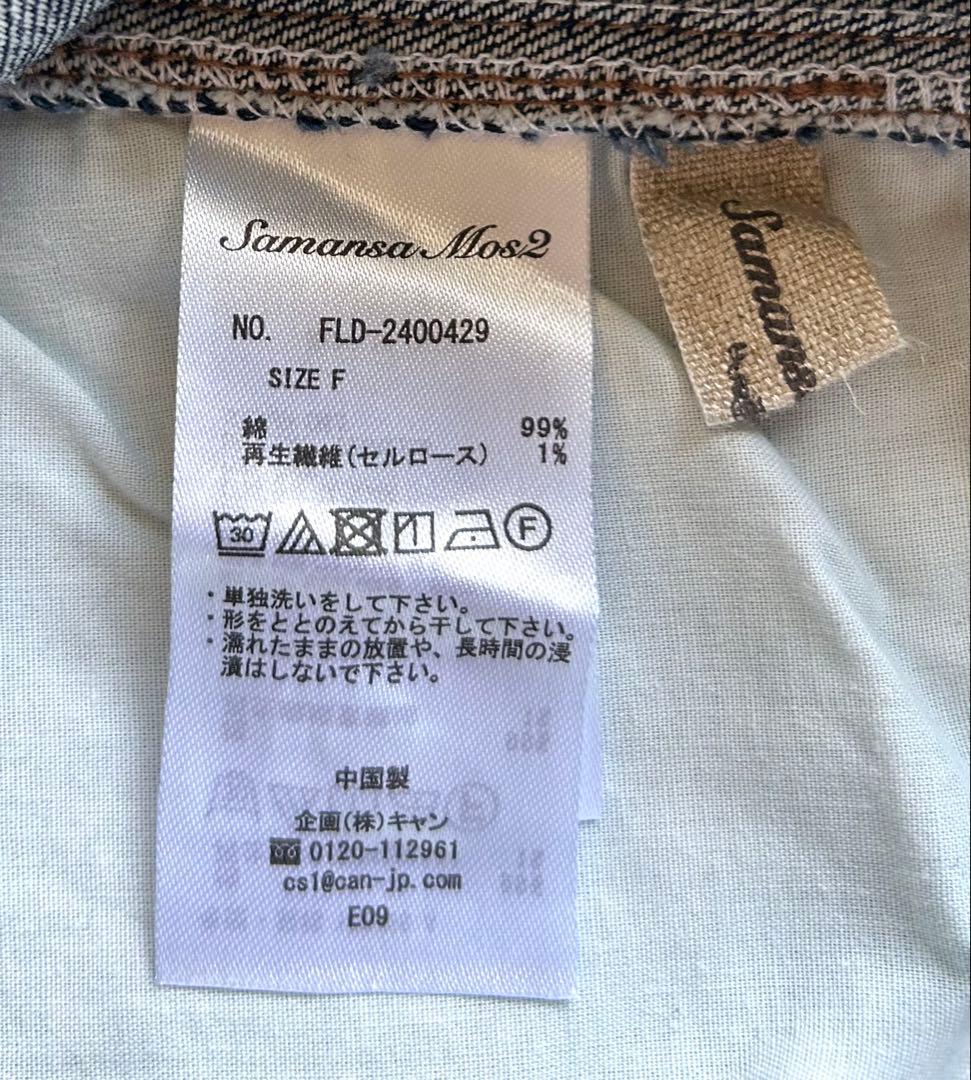 Samansa Mos2
NO. FLD-2400429
SIZE F
綿 99%
再生繊維(セルロース) 1%
30
F
・単独洗いをして下さい。
・形をととのえてから干して下さい。
・濡れたままの放置や、長時間の浸
漬はしないで下さい。
中国製
企画(株)キャン
0120-112961
cs1@can-jp.com
E09
Samansa